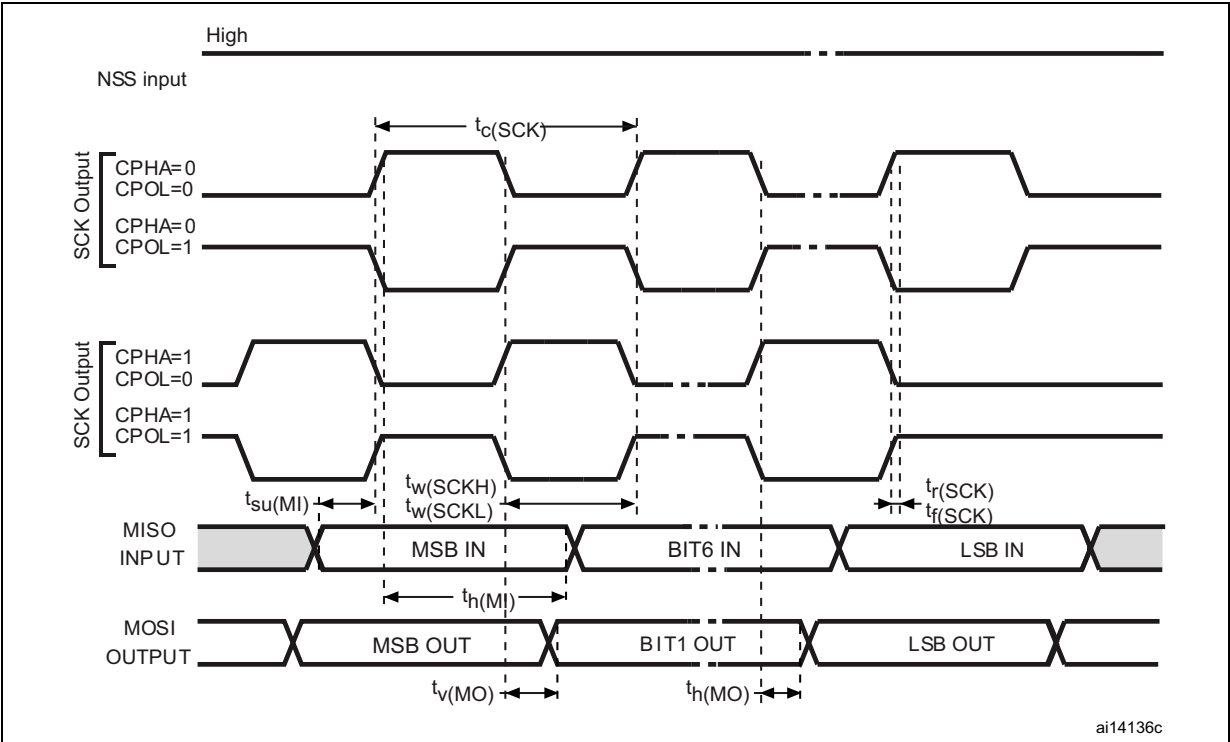 High
NSS input
tc(SCK)
SCK Output
CPHA=0
CPOL=0
CPHA=0
CPOL=1
SCK Output
CPHA=1
CPOL=0
CPHA=1
CPOL=1
tsu(MI)
tw(SCKH)
tw(SCKL)
tr(SCK)
tf(SCK)
MISO
INPUT
MSB IN
BIT6 IN
LSB IN
th(MI)
MOSI
OUTPUT
MSB OUT
BIT1 OUT
LSB OUT
tv(MO)
th(MO)
ai14136c